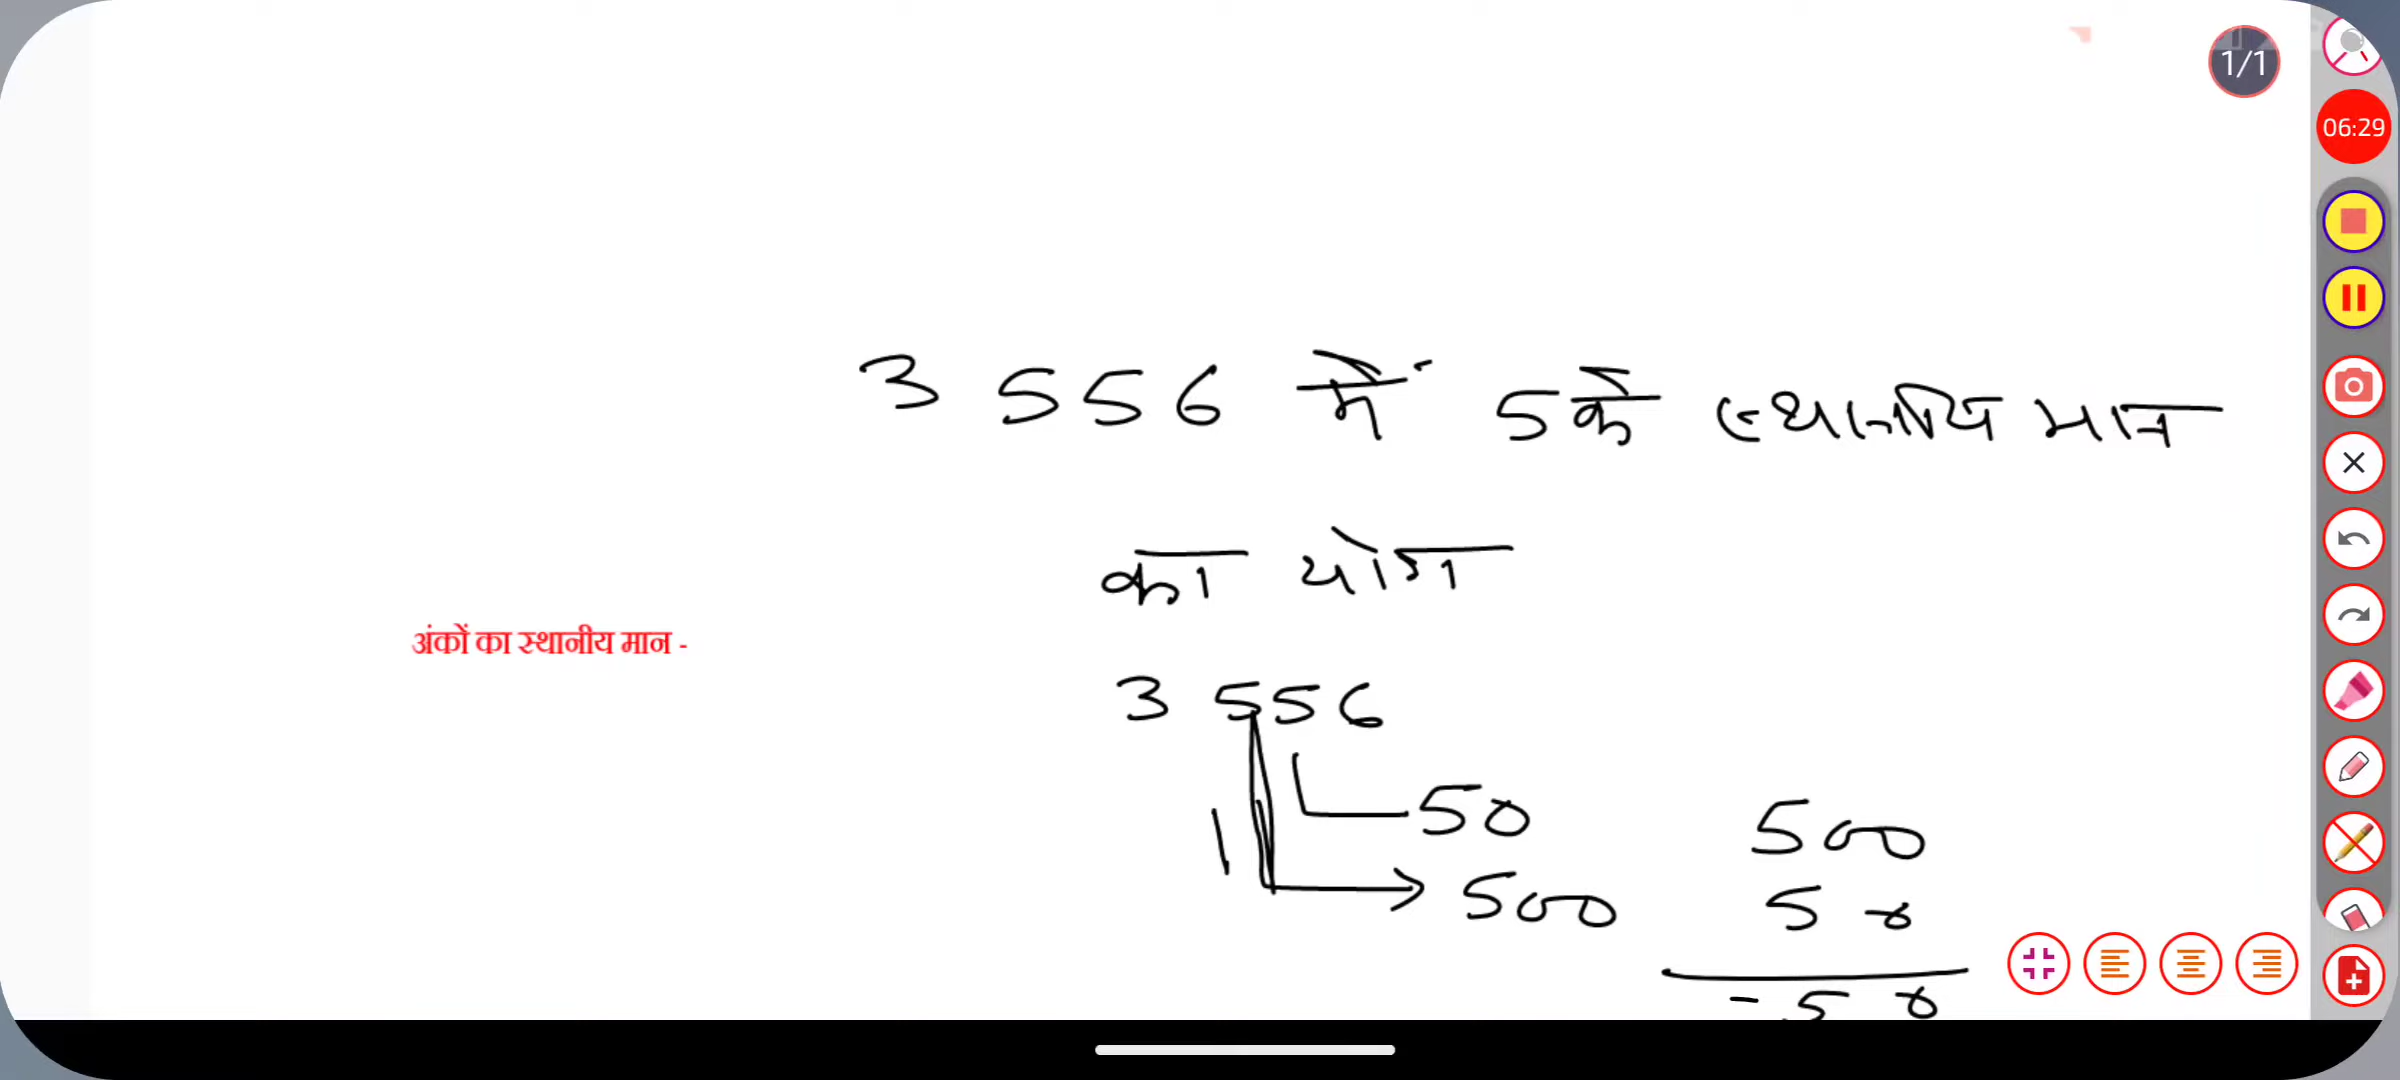 1/1
06:29
3 556 में 5 के स्थानीय मान
का योग
अंकों का स्थानीय मान -
3 556
50
500
500
50